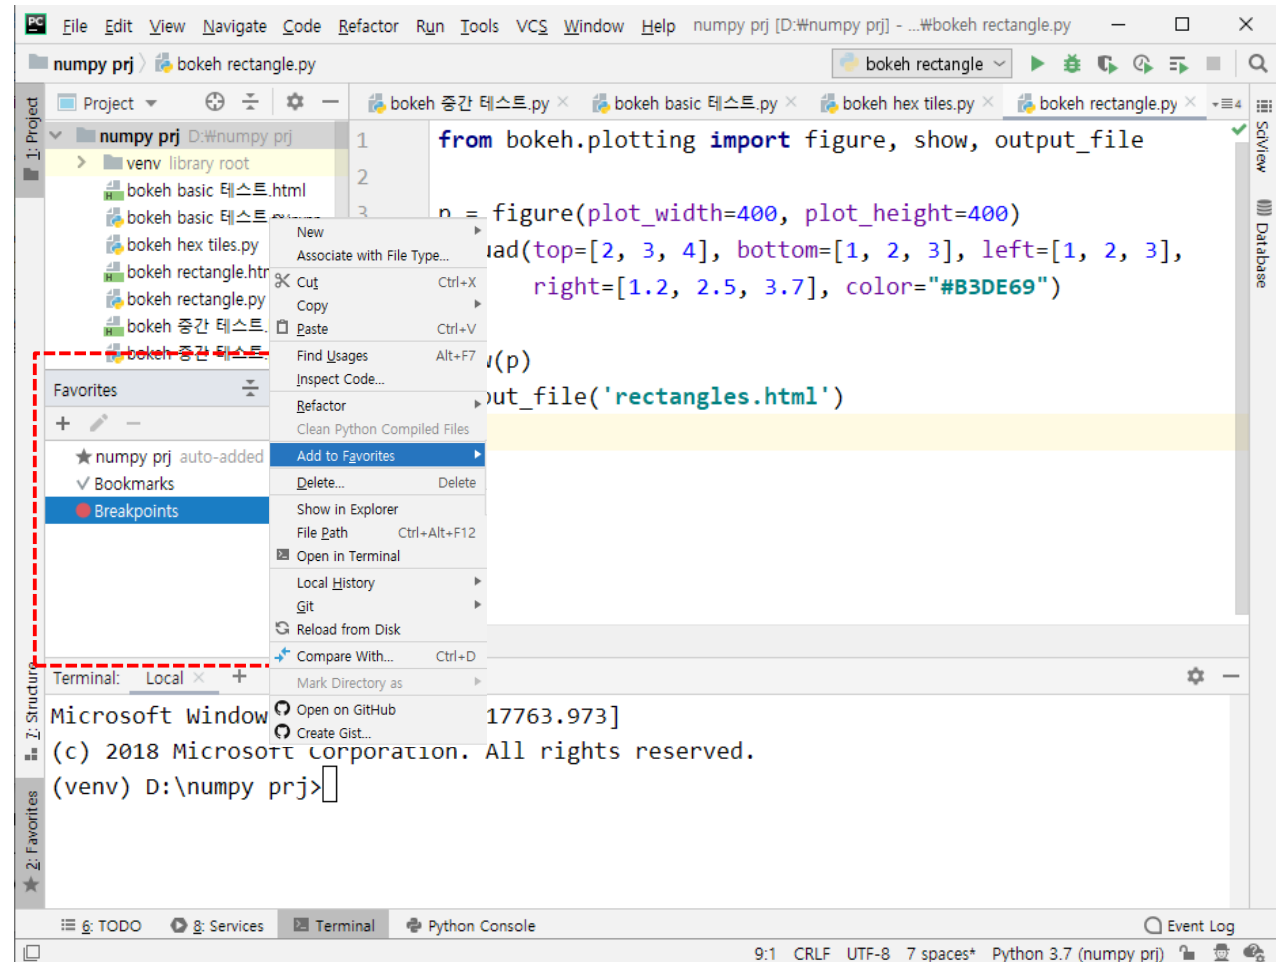 PC File Edit View Navigate Code Refactor Run Tools VCS Window Help numpy prj [D:₩numpy prj] - ...₩bokeh rectangle.py
numpy prj bokeh rectangle.py
bokeh rectangle
1: Project
Project
bokeh 중간 테스트.py
bokeh basic 테스트.py
bokeh hex tiles.py
bokeh rectangle.py
4
numpy prj D:₩numpy prj
venv library root
bokeh basic 테스트.html
bokeh basic 테스트.
bokeh hex tiles.py
bokeh rectangle.htr
bokeh rectangle.py
bokeh 중간 테스트.
bokeh 중간 테스트.
1 from bokeh.plotting import figure, show, output_file
2
3 p = figure(plot_width=400, plot_height=400)
uad(top=[2, 3, 4], bottom=[1, 2, 3], left=[1, 2, 3],
right=[1.2, 2.5, 3.7], color="#B3DE69")
(p)
ut_file('rectangles.html')
SciView
Database
New
Associate with File Type...
Cut Ctrl+X
Copy
Paste Ctrl+V
Find Usages Alt+F7
Inspect Code...
Refactor
Clean Python Compiled Files
Add to Favorites
Delete... Delete
Show in Explorer
File Path Ctrl+Alt+F12
Open in Terminal
Local History
Git
Reload from Disk
Compare With... Ctrl+D
Mark Directory as
Open on GitHub
Create Gist...
Favorites
numpy prj auto-added
Bookmarks
Breakpoints
Z: Structure
2: Favorites
Terminal: Local
Microsoft Window 17763.973]
(c) 2018 Microsoft Corporation. All rights reserved.
(venv) D:\numpy prj>
6: TODO 8: Services Terminal Python Console Event Log
9:1 CRLF UTF-8 7 spaces* Python 3.7 (numpy prj)